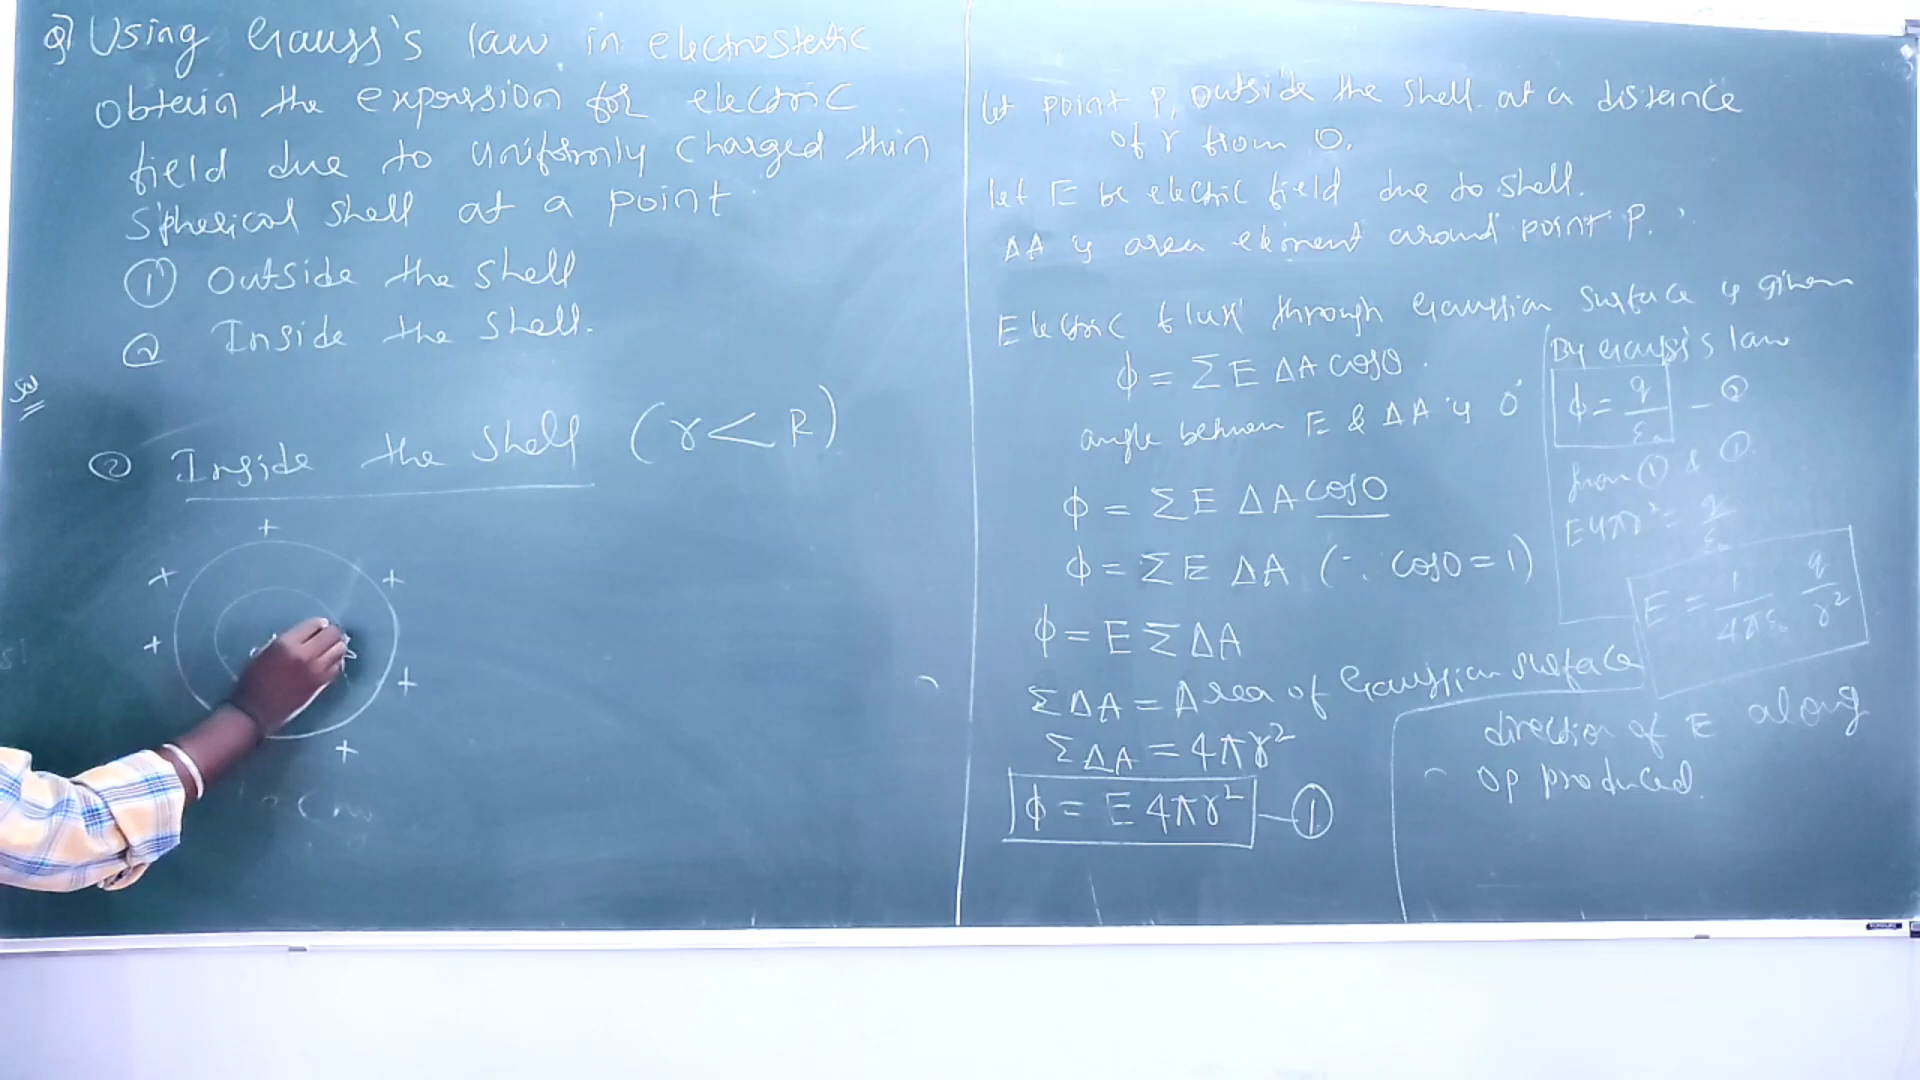 Q) Using Gauss's law in electrostatic
obtain the expression for electric
field due to uniformly charged thin
Spherical shell at a point
① Outside the shell
② Inside the shell.
Sol
② Inside the shell (r < R)
let point P, outside the shell at a distance
of r from O.
let E be electric field due to shell.
ΔA is area element around point P.
Electric flux through Gaussian surface is given
ϕ = Σ E ΔA cosθ
angle between E & ΔA is 0°
ϕ = Σ E ΔA cos0
ϕ = Σ E ΔA (∵ cos0 = 1)
ϕ = E Σ ΔA
ΣΔA = Area of Gaussian surface
ΣΔA = 4πr²
ϕ = E 4πr² — ①
By Gauss's law
ϕ = q/ε₀ — ②
from ① &
E4πr² = q/ε₀
E = 1/4πε₀ q/r²
direction of E along
OP produced.